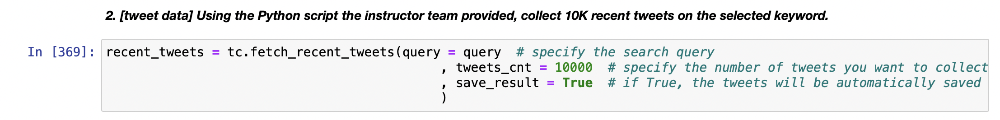 2. [tweet data] Using the Python script the instructor team provided, collect 10K recent tweets on the selected keyword.
In [369]: recent_tweets = tc.fetch_recent_tweets(query = query  # specify the search query
, tweets_cnt = 10000  # specify the number of tweets you want to collect
, save_result = True  # if True, the tweets will be automatically saved
)